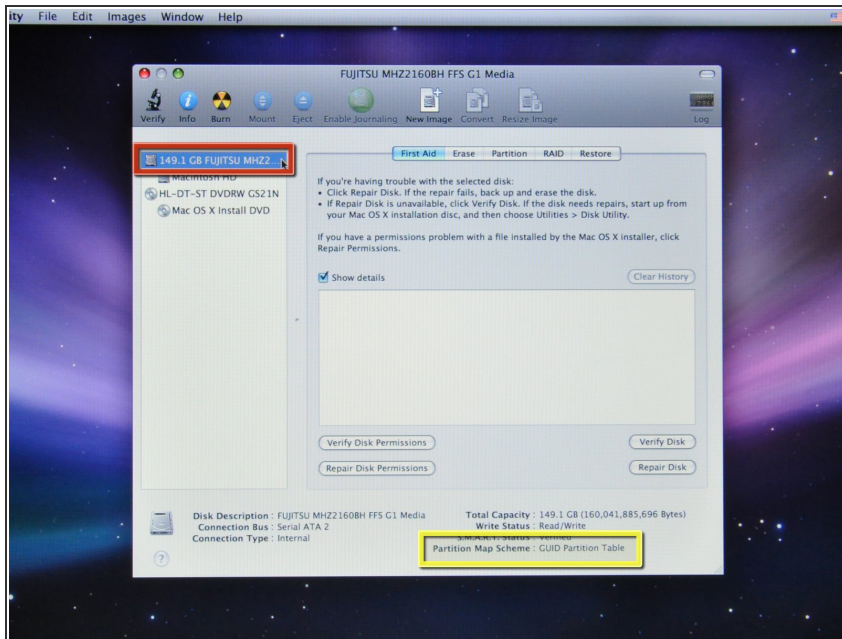 ity File Edit Images Window Help
FUJITSU MHZ2160BH FFS G1 Media
Verify Info Burn Mount Eject Enable Journaling New Image Convert Resize Image Log
149.1 GB FUJITSU MHZ2...
Macintosh HD
HL-DT-ST DVDRW GS21N
Mac OS X Install DVD
First Aid Erase Partition RAID Restore
If you're having trouble with the selected disk:
• Click Repair Disk. If the repair fails, back up and erase the disk.
• If Repair Disk is unavailable, click Verify Disk. If the disk needs repairs, start up from
your Mac OS X installation disc, and then choose Utilities > Disk Utility.
If you have a permissions problem with a file installed by the Mac OS X installer, click
Repair Permissions.
Show details
Clear History
Verify Disk Permissions
Verify Disk
Repair Disk Permissions
Repair Disk
Disk Description : FUJITSU MHZ2160BH FFS G1 Media
Connection Bus : Serial ATA 2
Connection Type : Internal
Total Capacity : 149.1 GB (160,041,885,696 Bytes)
Write Status : Read/Write
S.M.A.R.T. Status : Verified
Partition Map Scheme : GUID Partition Table
?